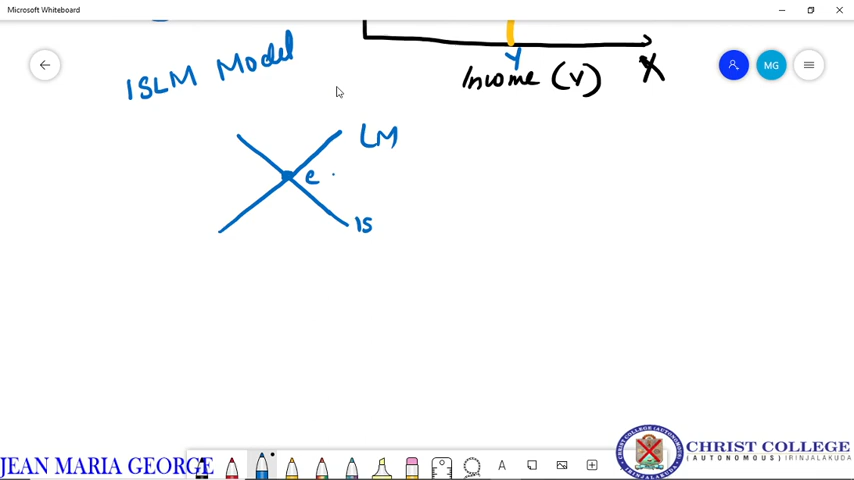 Microsoft Whiteboard
ISLM Model
Y
Income (Y)
X
MG
LM
e
IS
JEAN MARIA GEORGE
A
CHRIST COLLEGE
(AUTONOMOUS) IRINJALAKUDA